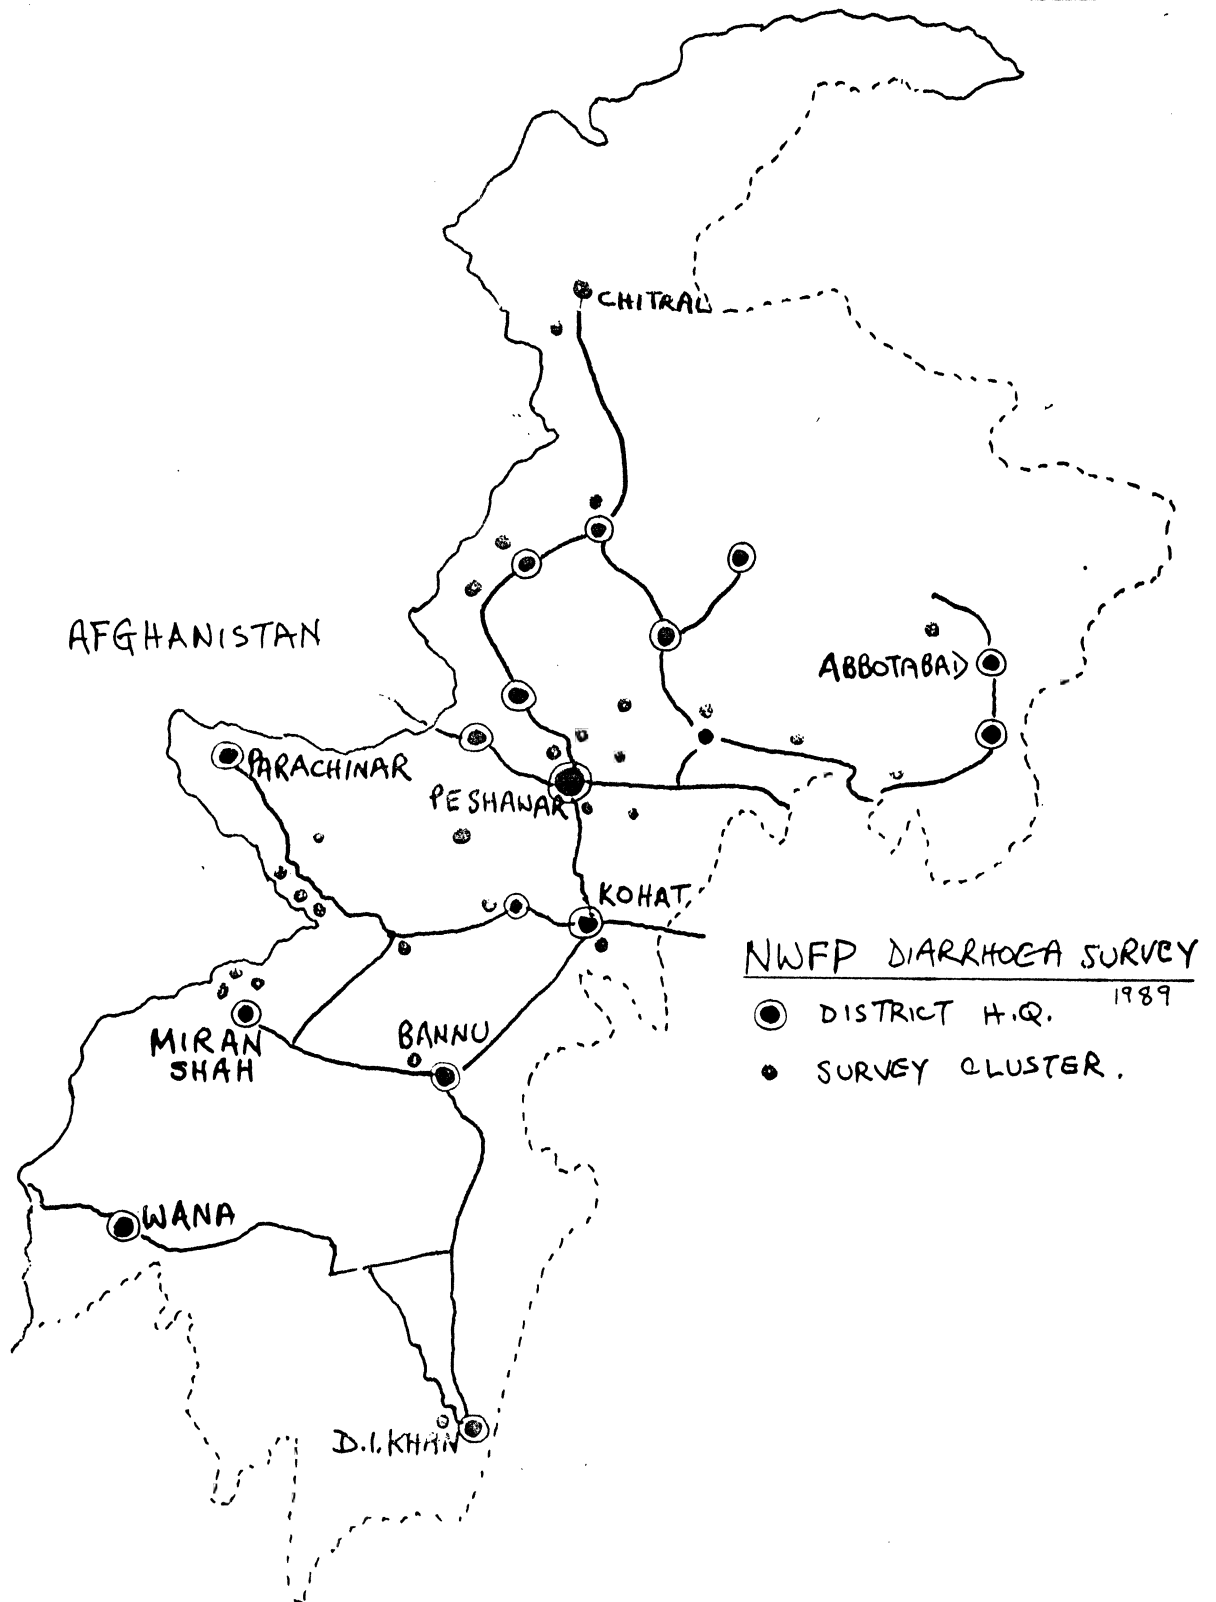 CHITRAL
AFGHANISTAN
ABBOTABAD
PARACHINAR
PESHAWAR
KOHAT
NWFP DIARRHOEA SURVEY
1989
DISTRICT H.Q.
SURVEY CLUSTER.
MIRAN
SHAH
BANNU
WANA
D.I.KHAN